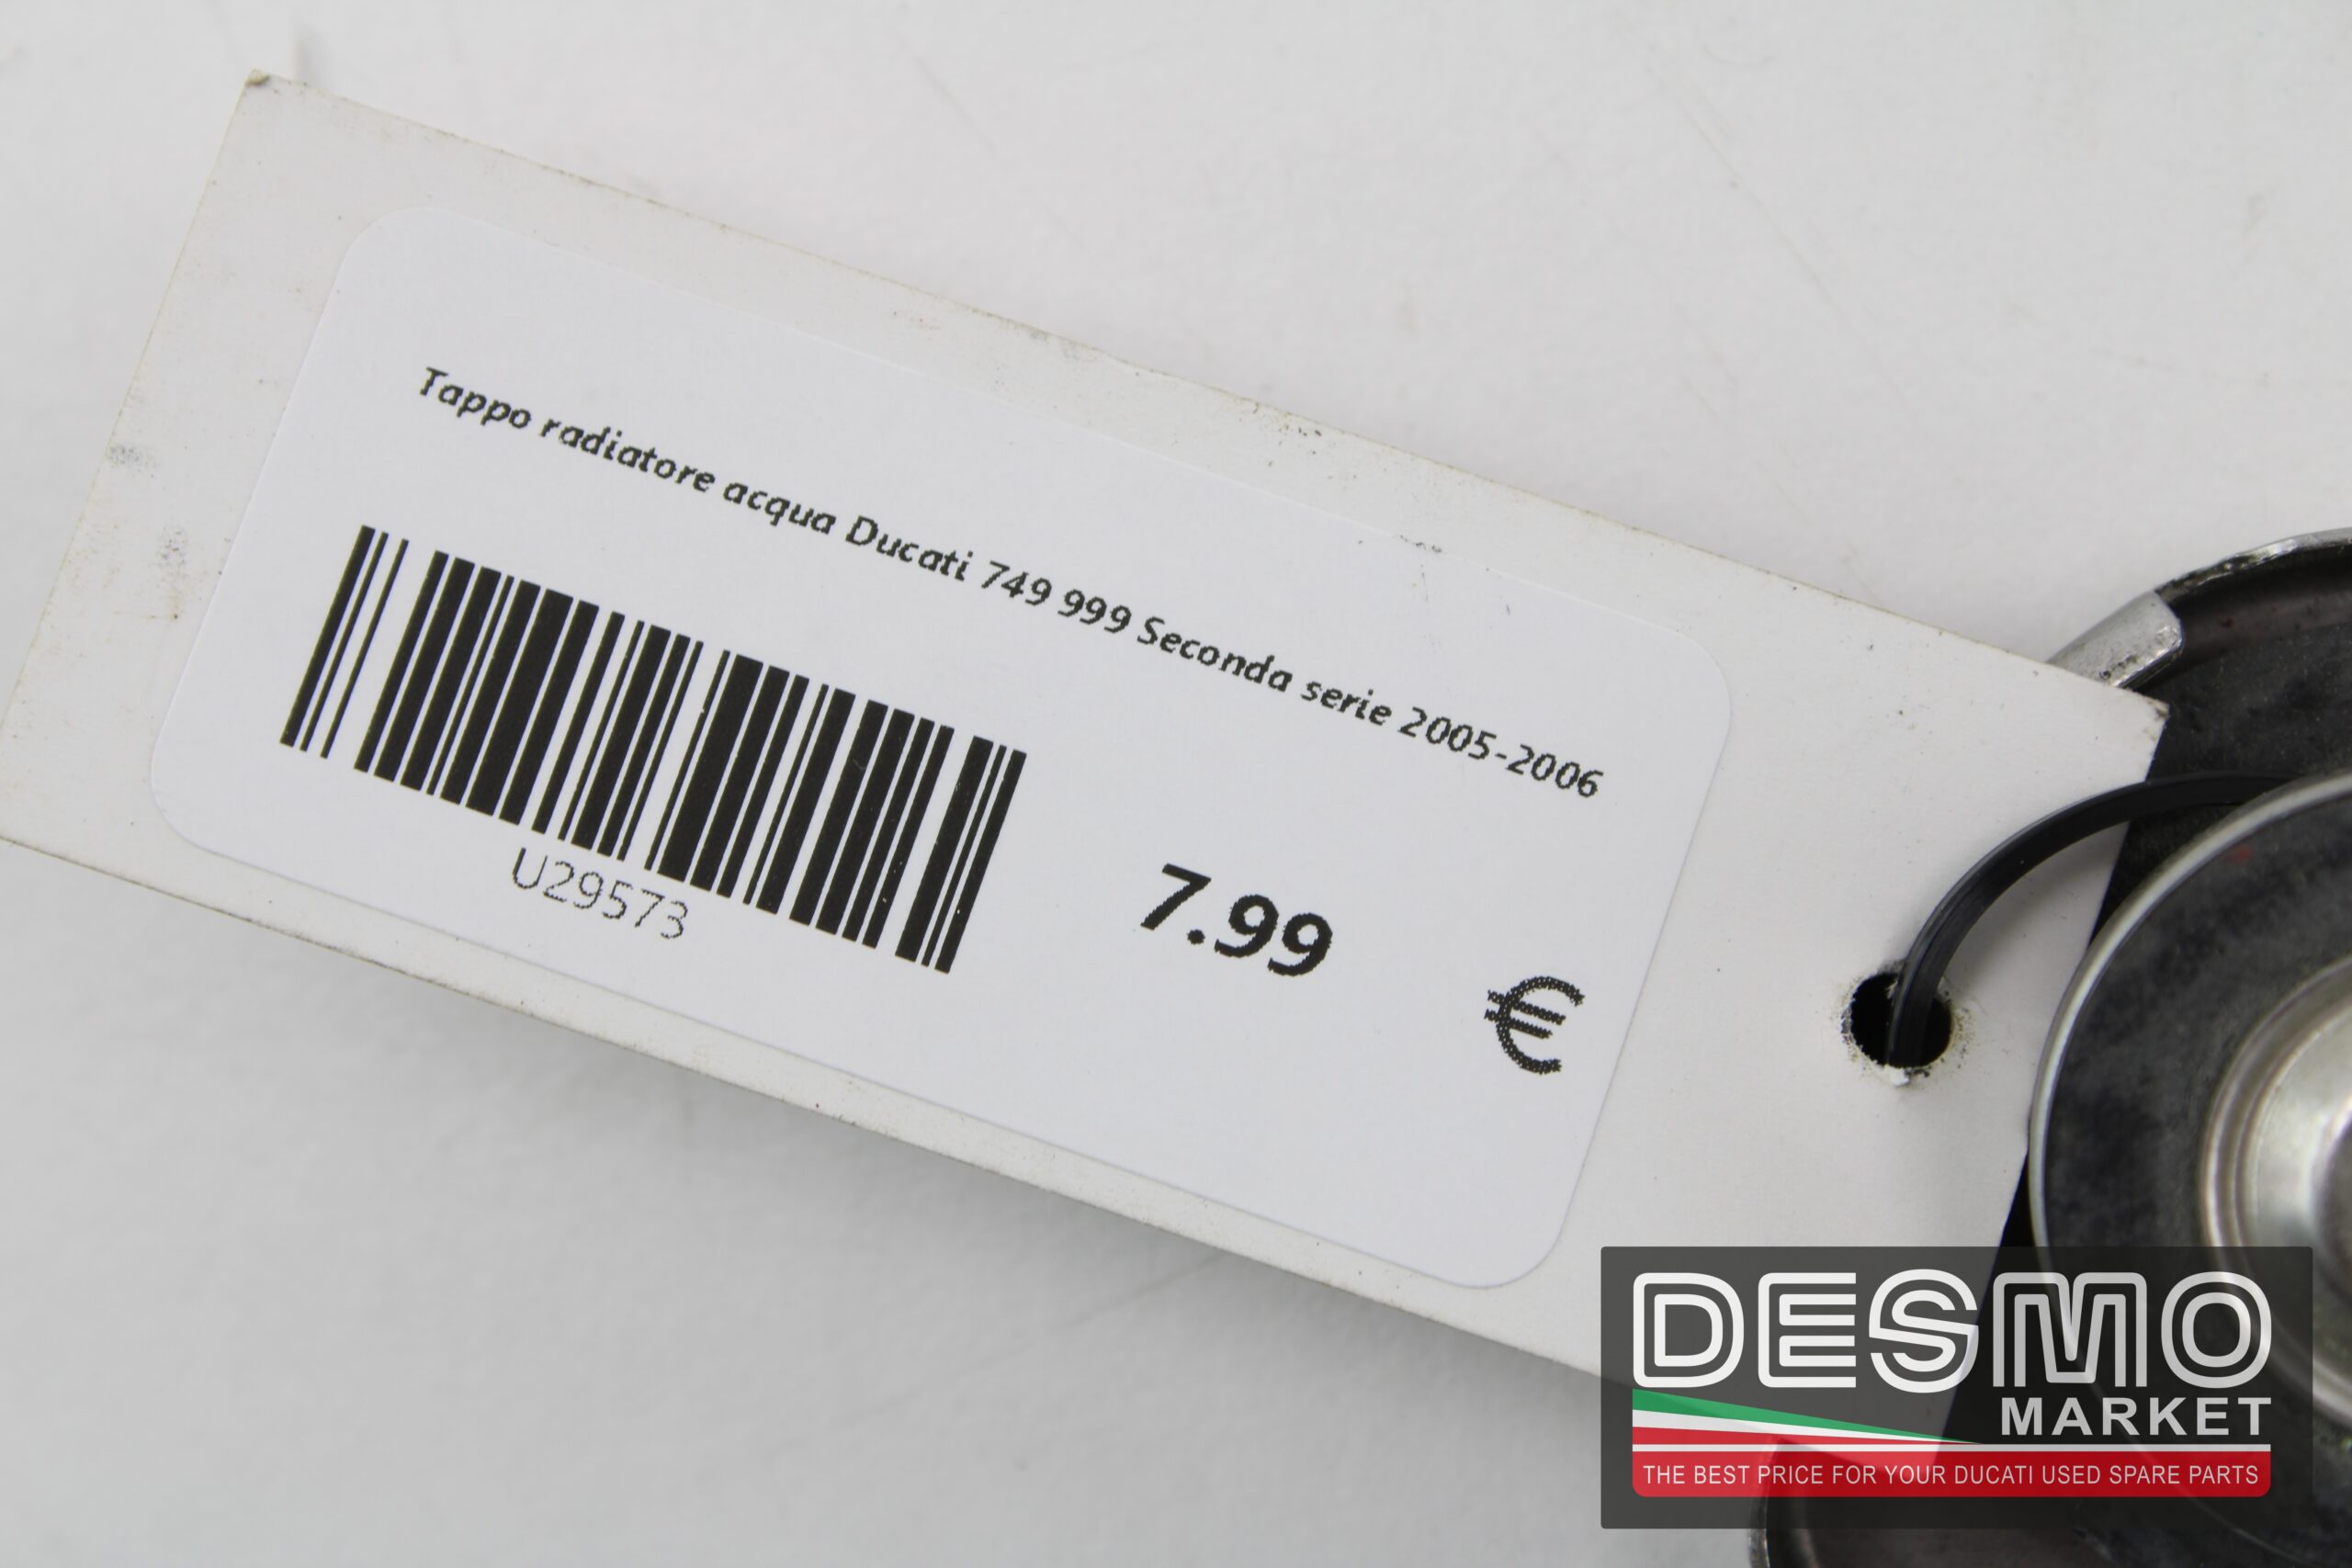 Tappo radiatore acqua Ducati 749 999 Seconda serie 2005-2006
U29573
7.99
€
DESMO
MARKET
THE BEST PRICE FOR YOUR DUCATI USED SPARE PARTS